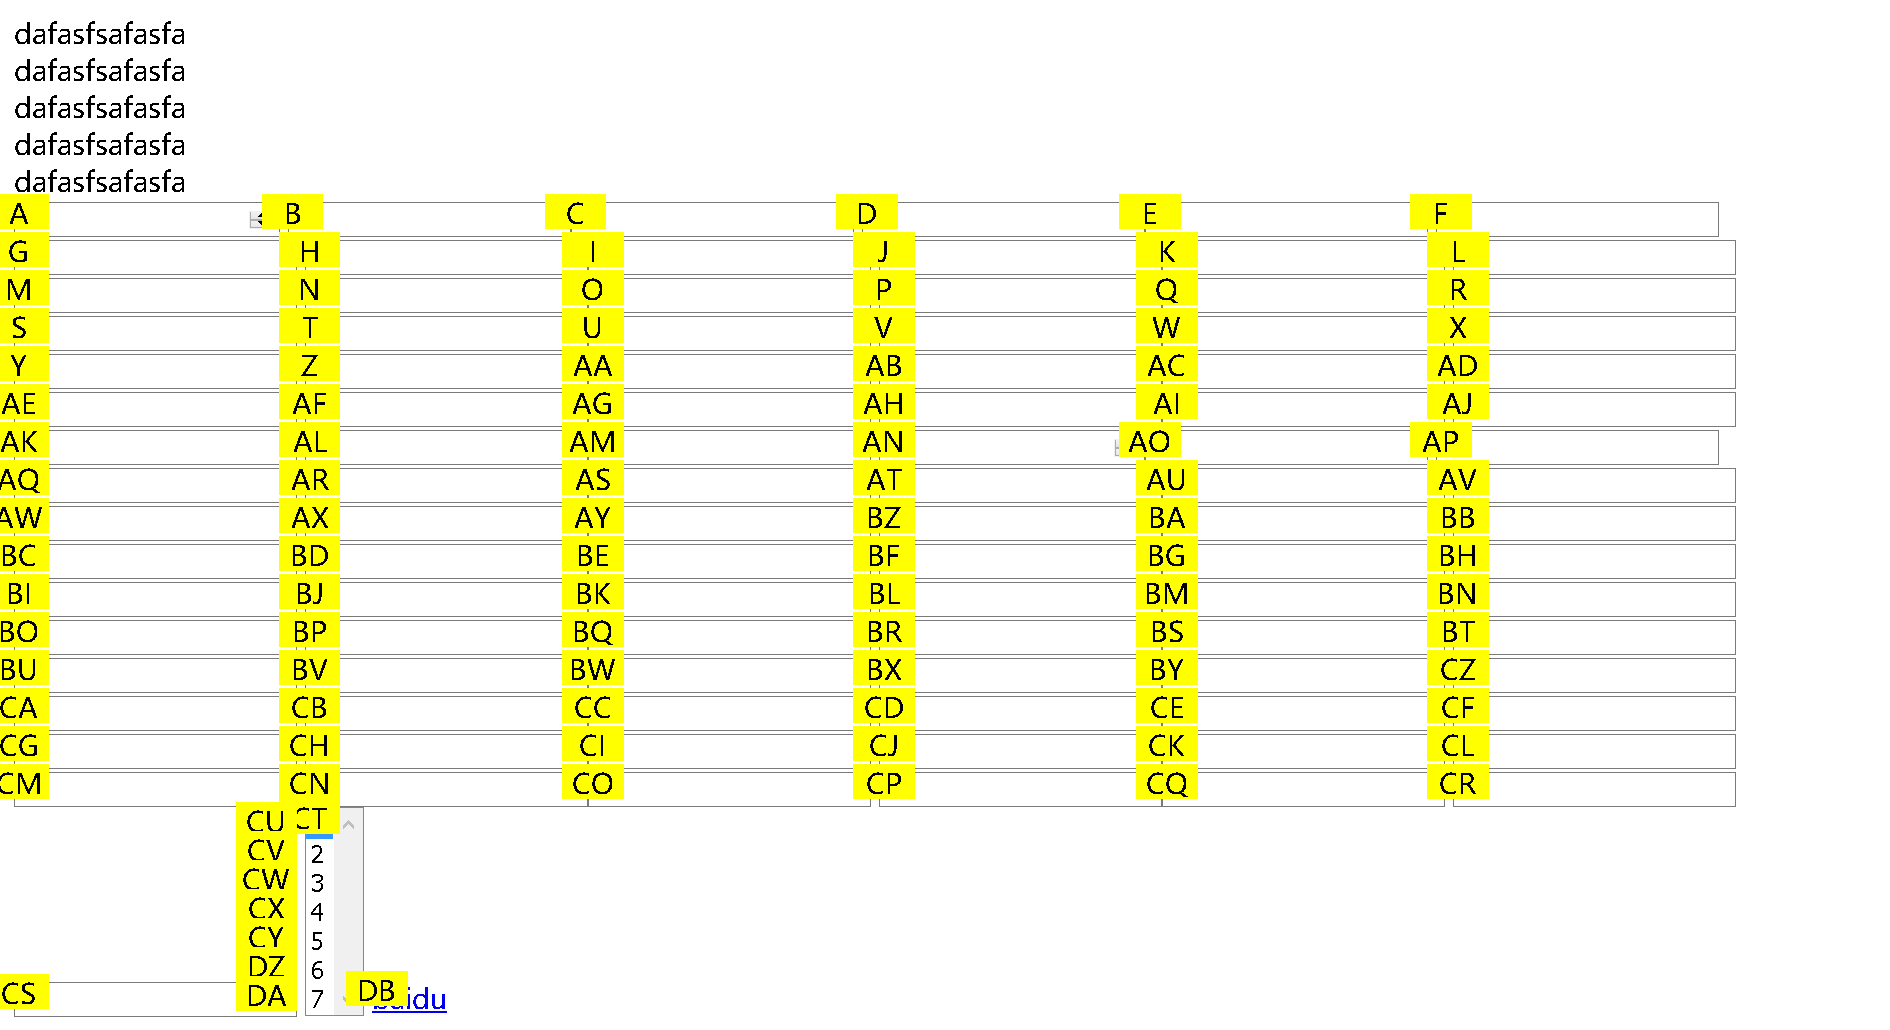 dafasfsafasfa
dafasfsafasfa
dafasfsafasfa
dafasfsafasfa
dafasfsafasfa
A B C D E F
G H I J K L
M N O P Q R
S T U V W X
Y Z AA AB AC AD
AE AF AG AH AI AJ
AK AL AM AN AO AP
AQ AR AS AT AU AV
AW AX AY BZ BA BB
BC BD BE BF BG BH
BI BJ BK BL BM BN
BO BP BQ BR BS BT
BU BV BW BX BY CZ
CA CB CC CD CE CF
CG CH CI CJ CK CL
CM CN CO CP CQ CR
CU CT
CV 2
CW 3
CX 4
CY 5
DZ 6
CS DA 7 DB